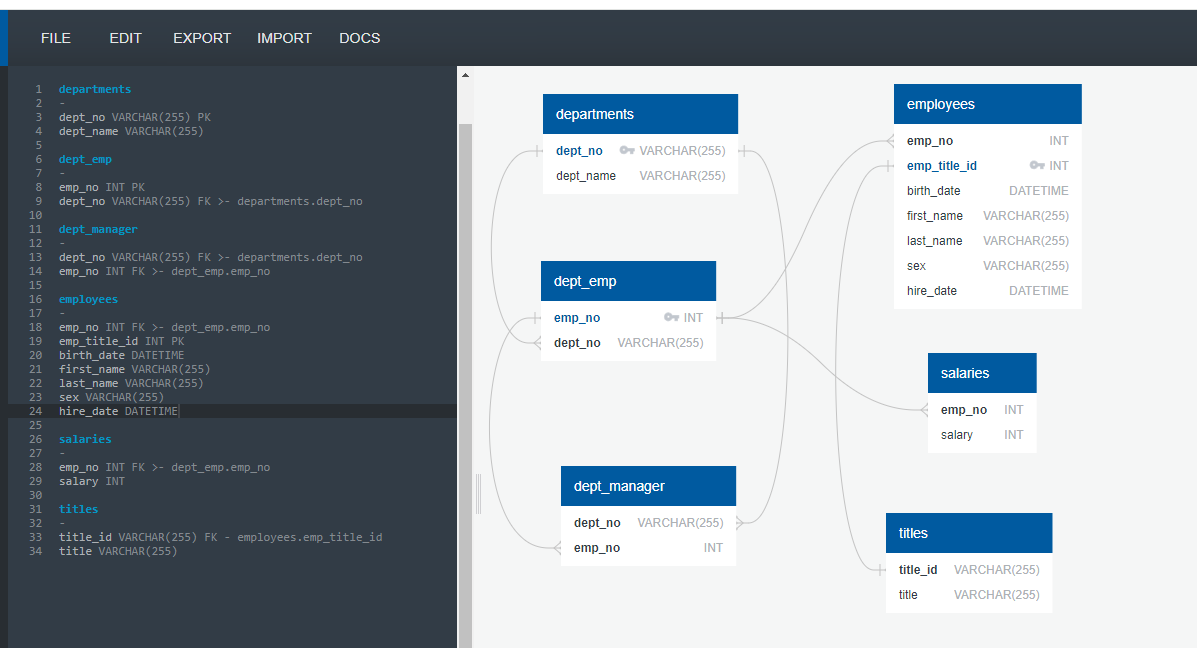 FILE EDIT EXPORT IMPORT DOCS
1 departments
2 -
3 dept_no VARCHAR(255) PK
4 dept_name VARCHAR(255)
5
6 dept_emp
7 -
8 emp_no INT PK
9 dept_no VARCHAR(255) FK >- departments.dept_no
10
11 dept_manager
12 -
13 dept_no VARCHAR(255) FK >- departments.dept_no
14 emp_no INT FK >- dept_emp.emp_no
15
16 employees
17 -
18 emp_no INT FK >- dept_emp.emp_no
19 emp_title_id INT PK
20 birth_date DATETIME
21 first_name VARCHAR(255)
22 last_name VARCHAR(255)
23 sex VARCHAR(255)
24 hire_date DATETIME
25
26 salaries
27 -
28 emp_no INT FK >- dept_emp.emp_no
29 salary INT
30
31 titles
32 -
33 title_id VARCHAR(255) FK - employees.emp_title_id
34 title VARCHAR(255)
departments
dept_no VARCHAR(255)
dept_name VARCHAR(255)
dept_emp
emp_no INT
dept_no VARCHAR(255)
dept_manager
dept_no VARCHAR(255)
emp_no INT
employees
emp_no INT
emp_title_id INT
birth_date DATETIME
first_name VARCHAR(255)
last_name VARCHAR(255)
sex VARCHAR(255)
hire_date DATETIME
salaries
emp_no INT
salary INT
titles
title_id VARCHAR(255)
title VARCHAR(255)